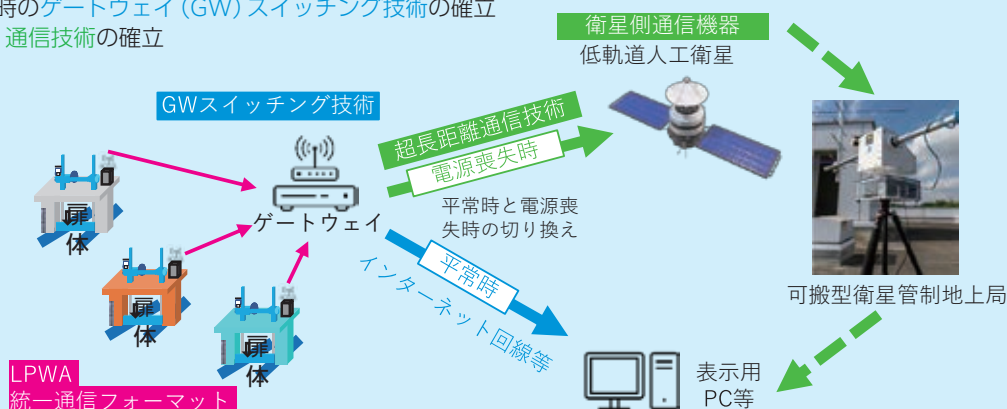 時のゲートウェイ（GW）スイッチング技術の確立
通信技術の確立
GWスイッチング技術
衛星側通信機器
低軌道人工衛星
超長距離通信技術
電源喪失時
ゲートウェイ
平常時と電源喪
失時の切り換え
平常時
インターネット回線等
扉
体
扉
体
扉
体
可搬型衛星管制地上局
LPWA
統一通信フォーマット
表示用
PC等